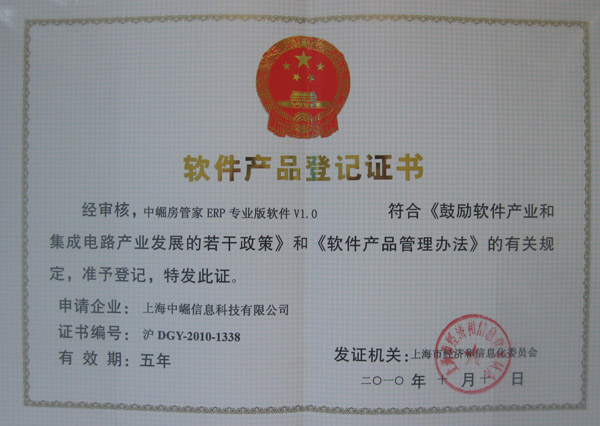 软件产品登记证书
经审核，中崛房管家 ERP 专业版软件 V1.0 符合《鼓励软件产业和
集成电路产业发展的若干政策》和《软件产品管理办法》的有关规
定，准予登记，特发此证。
申请企业：上海中崛信息科技有限公司
证书编号：沪 DGY-2010-1338
有效期：五年
发证机关：上海市经济和信息化委员会
二〇一〇年十月十一日